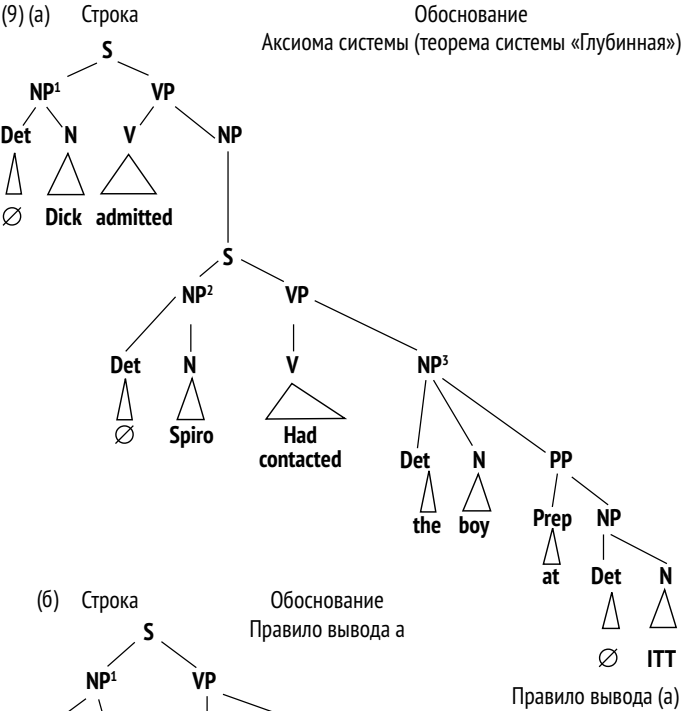 (9) (а) Строка Обоснование
Аксиома системы (теорема системы «Глубинная»)
S
NP¹ VP
Det N V NP
∅ Dick admitted
S
NP² VP
Det N V NP³
∅ Spiro Had
contacted
Det N PP
the boy Prep NP
at Det N
∅ ITT
(б) Строка Обоснование
Правило вывода а
S
NP¹ VP
Правило вывода (а)